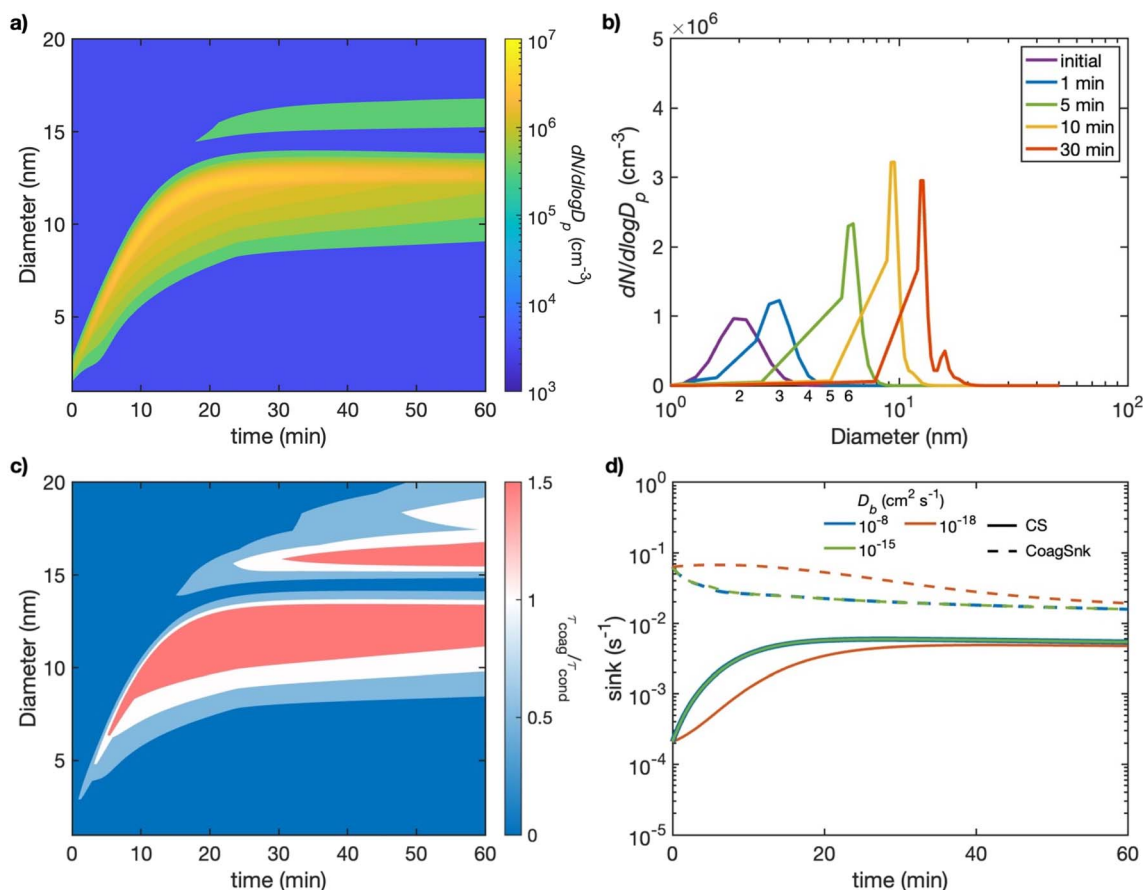 a)
20
15
10
5
0 10 20 30 40 50 60
Diameter (nm)
time (min)
10^7
10^6
10^5
10^4
10^3
dN/dlogD_p (cm^-3)
b)
×10^6
5
4
3
2
1
0
10^0 2 3 4 5 6 10^1 10^2
dN/dlogD_p (cm^-3)
Diameter (nm)
initial
1 min
5 min
10 min
30 min
c)
20
15
10
5
0 10 20 30 40 50 60
Diameter (nm)
time (min)
1.5
1
0.5
0
τ_coag/τ_cond
d)
10^0
10^-1
10^-2
10^-3
10^-4
10^-5
0 20 40 60
sink (s^-1)
time (min)
D_b (cm^2 s^-1)
10^-8 10^-18 CS
10^-15 CoagSnk